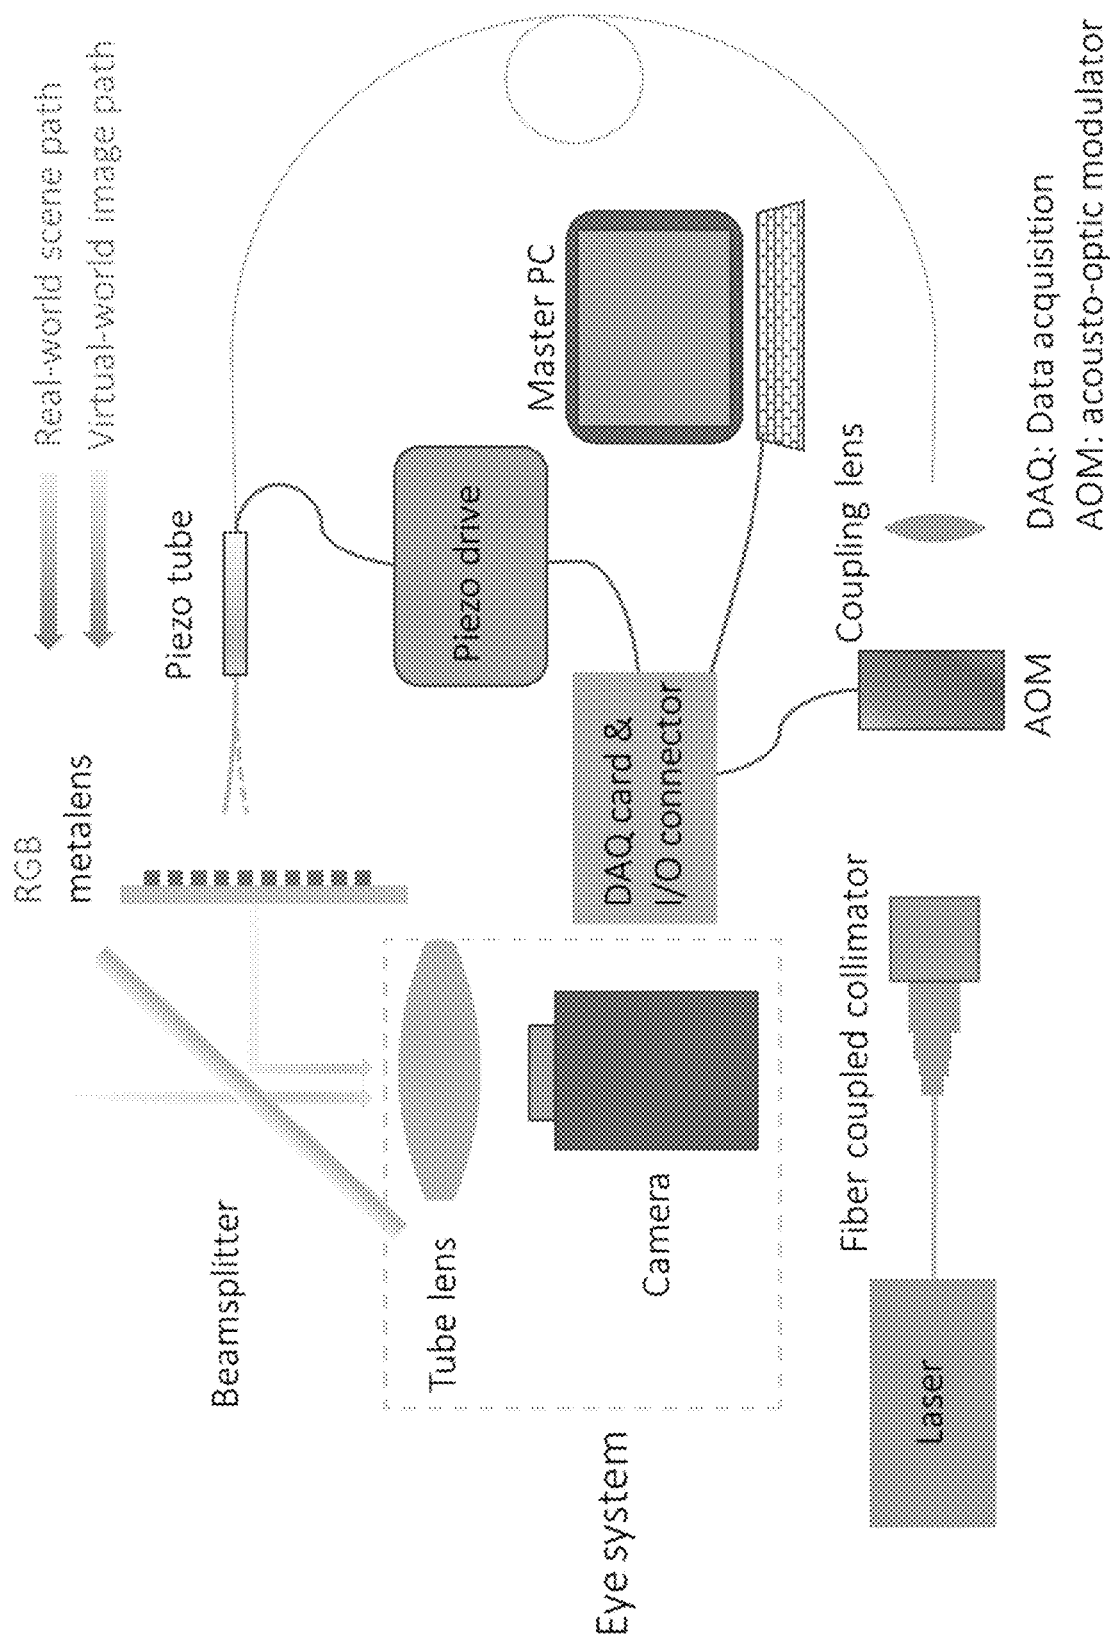 Real-world scene path
Virtual-world image path
RGB
metalens
Piezo tube
Beamsplitter
Piezo drive
Master PC
Tube lens
DAQ card &
I/O connector
Camera
Eye system
Fiber coupled collimator
Coupling lens
Laser
AOM
DAQ: Data acquisition
AOM: acousto-optic modulator